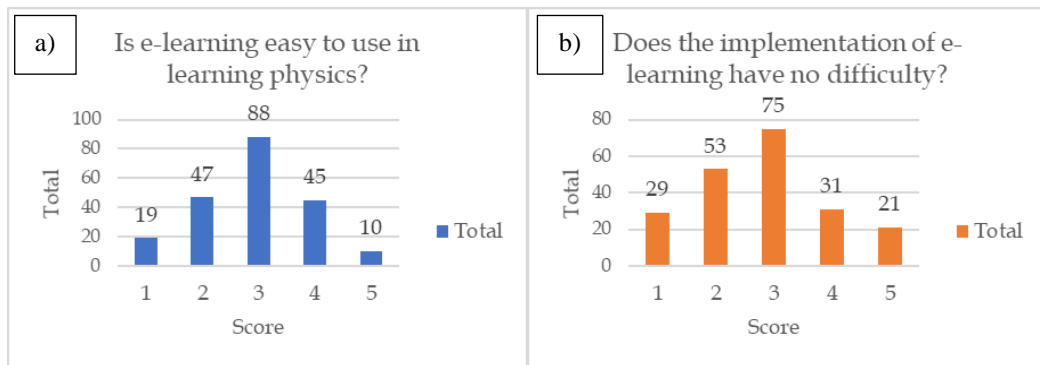 a)
Is e-learning easy to use in
learning physics?
88
100
80
60
40
20
0
47
45
19
10
Total
1 2 3 4 5
Score
Total
b)
Does the implementation of e-
learning have no difficulty?
75
80
60
40
20
0
53
29
31
21
Total
1 2 3 4 5
Score
Total